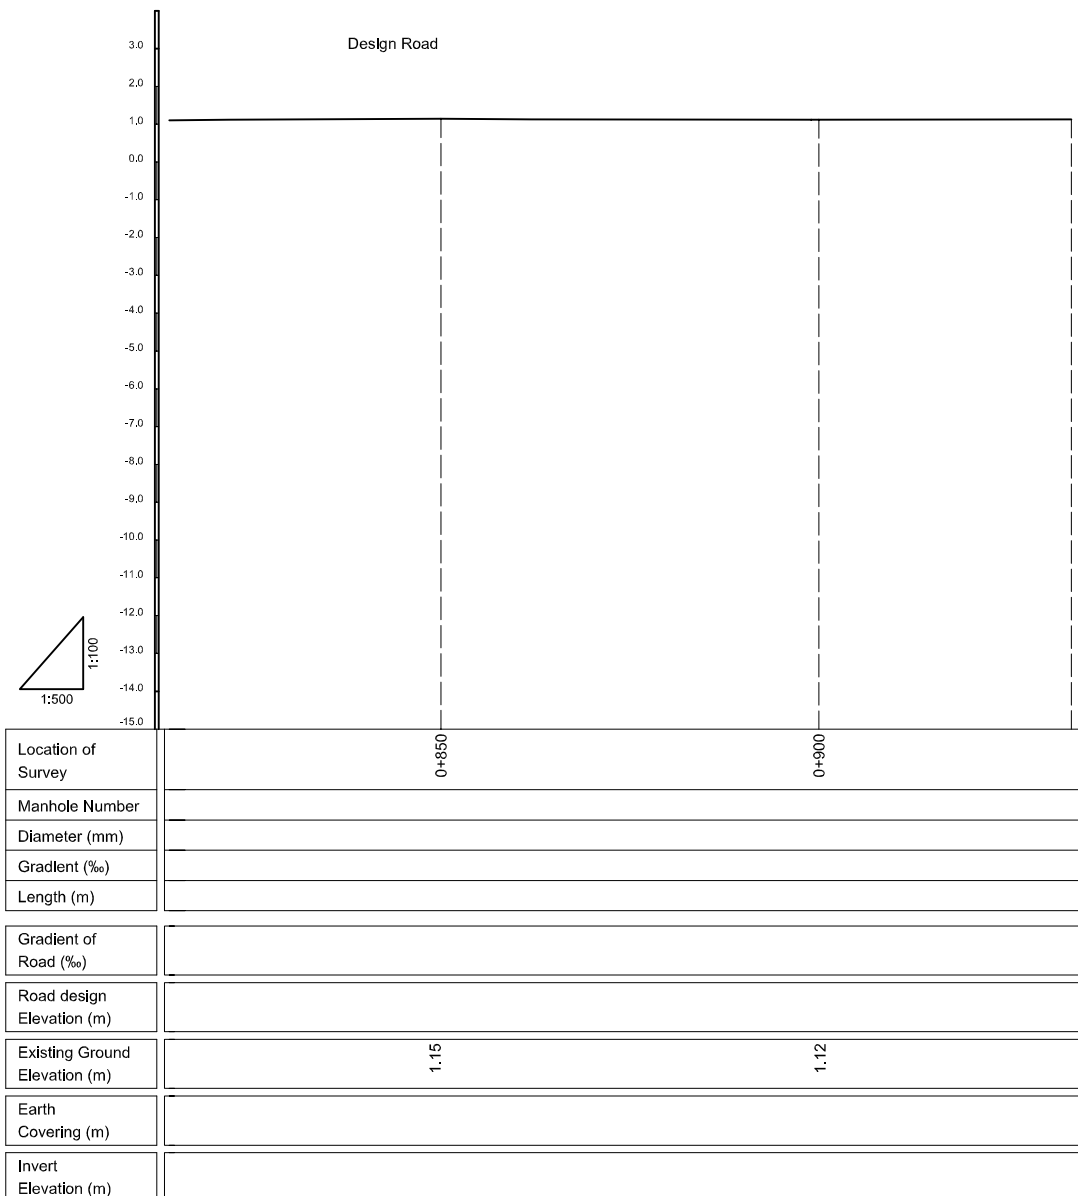 Design Road
3.0
2.0
1.0
0.0
-1.0
-2.0
-3.0
-4.0
-5.0
-6.0
-7.0
-8.0
-9.0
-10.0
-11.0
-12.0
-13.0
-14.0
-15.0
1:100
1:500
Location of
Survey
0+850
0+900
Manhole Number
Diameter (mm)
Gradient (‰)
Length (m)
Gradient of
Road (‰)
Road design
Elevation (m)
Existing Ground
Elevation (m)
1.15
1.12
Earth
Covering (m)
Invert
Elevation (m)